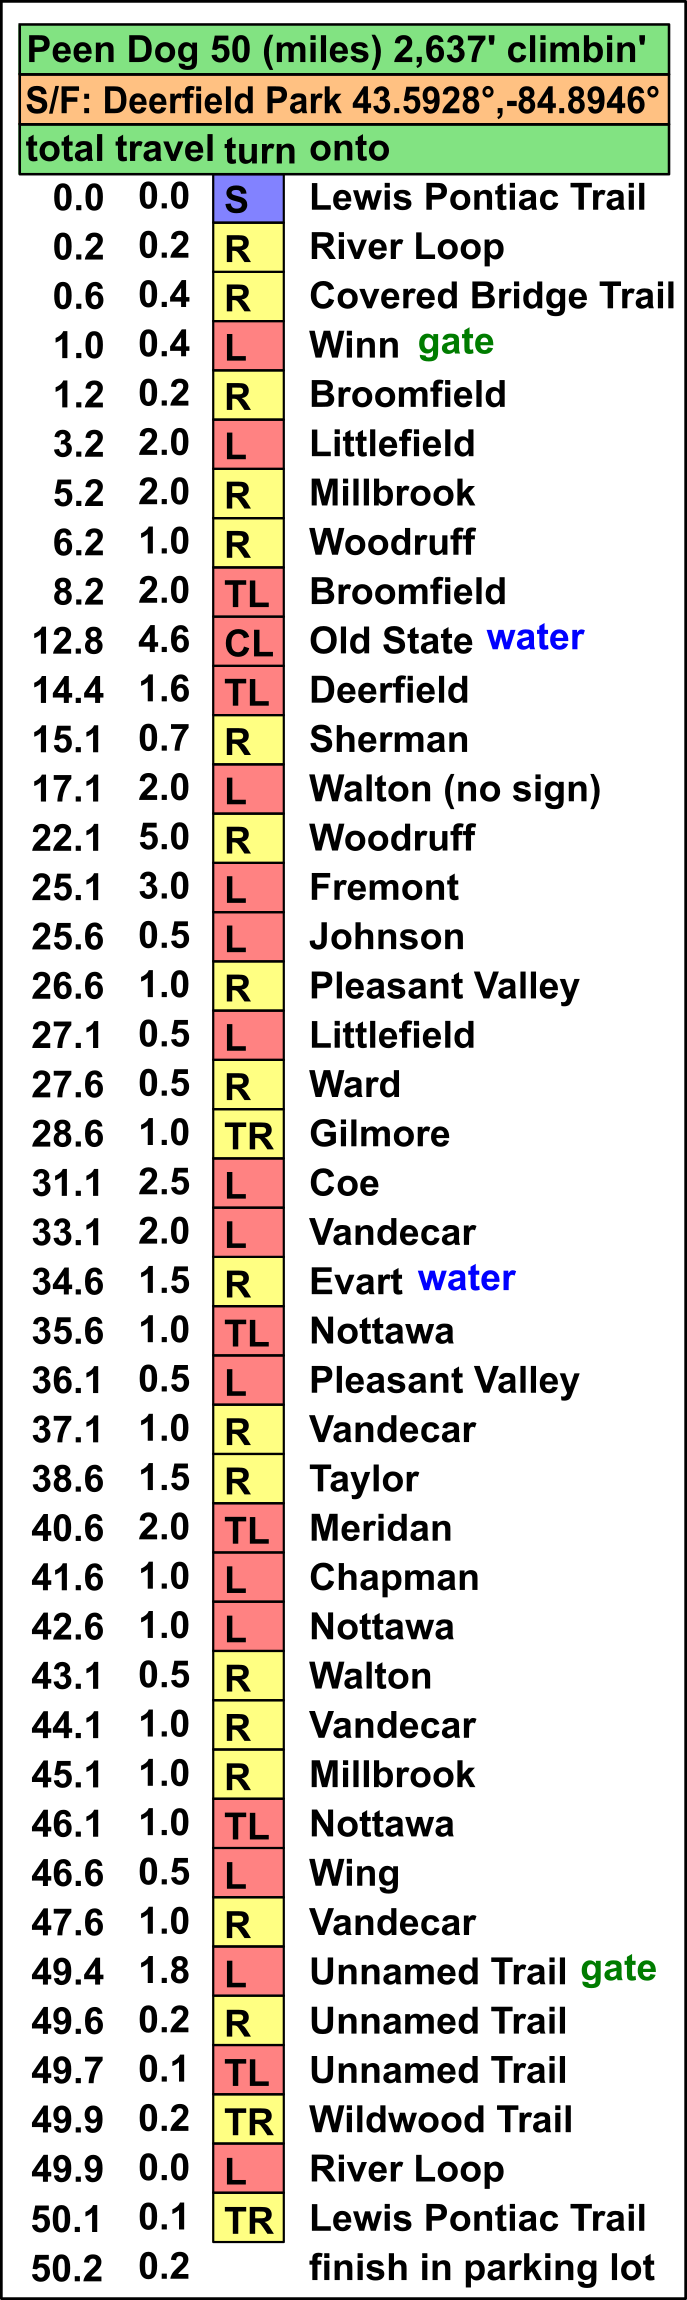 Peen Dog 50 (miles) 2,637' climbin'
S/F: Deerfield Park 43.5928°,-84.8946°
total travel turn onto
0.0 0.0 S Lewis Pontiac Trail
0.2 0.2 R River Loop
0.6 0.4 R Covered Bridge Trail
1.0 0.4 L Winn gate
1.2 0.2 R Broomfield
3.2 2.0 L Littlefield
5.2 2.0 R Millbrook
6.2 1.0 R Woodruff
8.2 2.0 TL Broomfield
12.8 4.6 CL Old State water
14.4 1.6 TL Deerfield
15.1 0.7 R Sherman
17.1 2.0 L Walton (no sign)
22.1 5.0 R Woodruff
25.1 3.0 L Fremont
25.6 0.5 L Johnson
26.6 1.0 R Pleasant Valley
27.1 0.5 L Littlefield
27.6 0.5 R Ward
28.6 1.0 TR Gilmore
31.1 2.5 L Coe
33.1 2.0 L Vandecar
34.6 1.5 R Evart water
35.6 1.0 TL Nottawa
36.1 0.5 L Pleasant Valley
37.1 1.0 R Vandecar
38.6 1.5 R Taylor
40.6 2.0 TL Meridan
41.6 1.0 L Chapman
42.6 1.0 L Nottawa
43.1 0.5 R Walton
44.1 1.0 R Vandecar
45.1 1.0 R Millbrook
46.1 1.0 TL Nottawa
46.6 0.5 L Wing
47.6 1.0 R Vandecar
49.4 1.8 L Unnamed Trail gate
49.6 0.2 R Unnamed Trail
49.7 0.1 TL Unnamed Trail
49.9 0.2 TR Wildwood Trail
49.9 0.0 L River Loop
50.1 0.1 TR Lewis Pontiac Trail
50.2 0.2 finish in parking lot